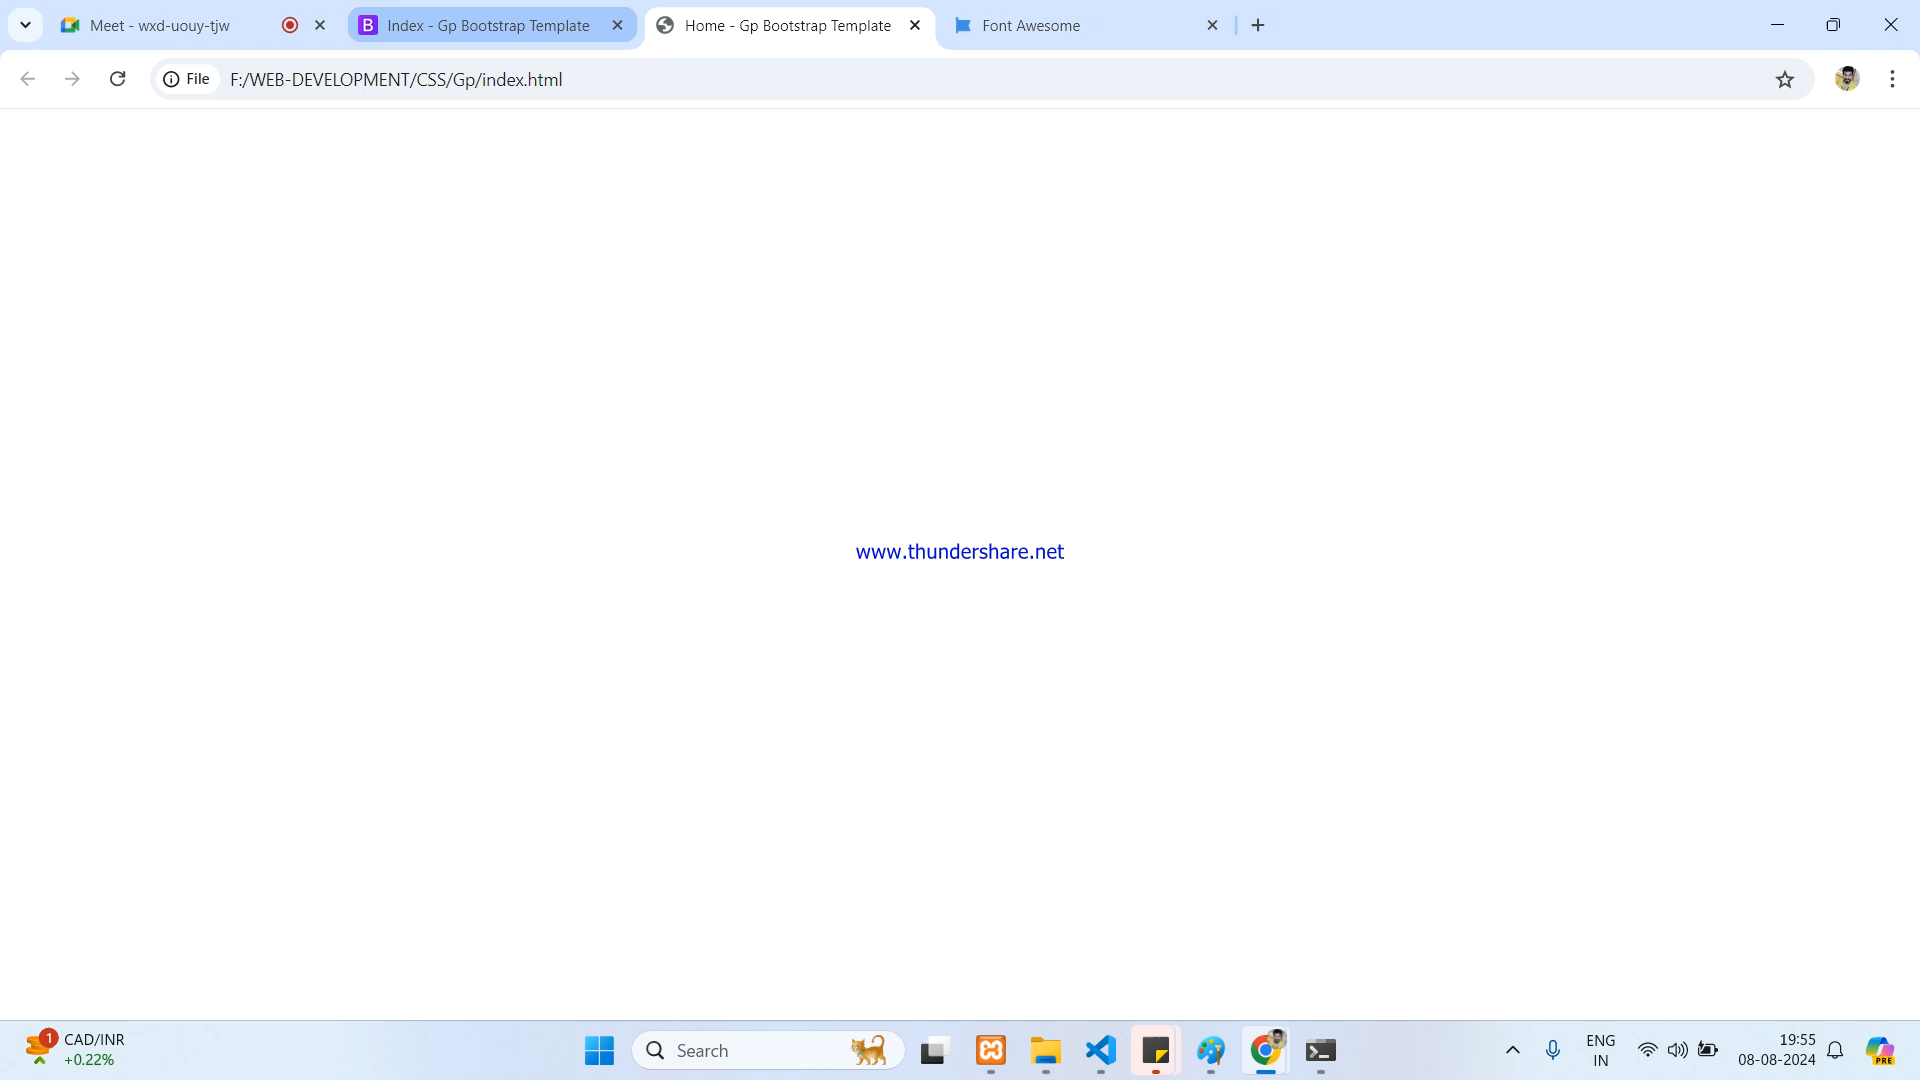 Meet - wxd-uouy-tjw
Index - Gp Bootstrap Template
Home - Gp Bootstrap Template
Font Awesome
File
F:/WEB-DEVELOPMENT/CSS/Gp/index.html
www.thundershare.net
1
CAD/INR
+0.22%
Search
ENG
IN
19:55
08-08-2024
PRE